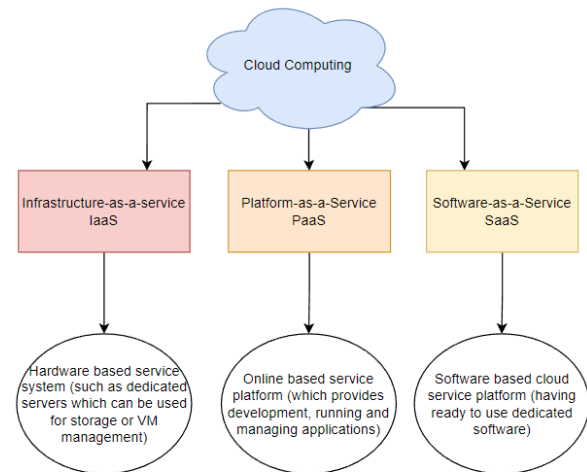 Cloud Computing
Infrastructure-as-a-service
IaaS
Platform-as-a-Service
PaaS
Software-as-a-Service
SaaS
Hardware based service
system (such as dedicated
servers which can be used
for storage or VM
management)
Online based service
platform (which provides
development, running and
managing applications)
Software based cloud
service platform (having
ready to use dedicated
software)